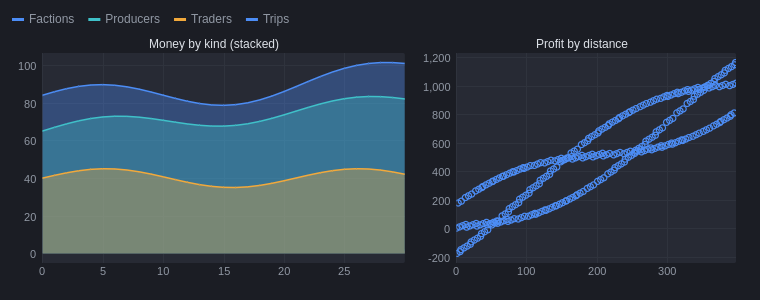 Factions Producers Traders Trips
Money by kind (stacked)
100
80
60
40
20
0
0 5 10 15 20 25
Profit by distance
1,200
1,000
800
600
400
200
0
-200
0 100 200 300